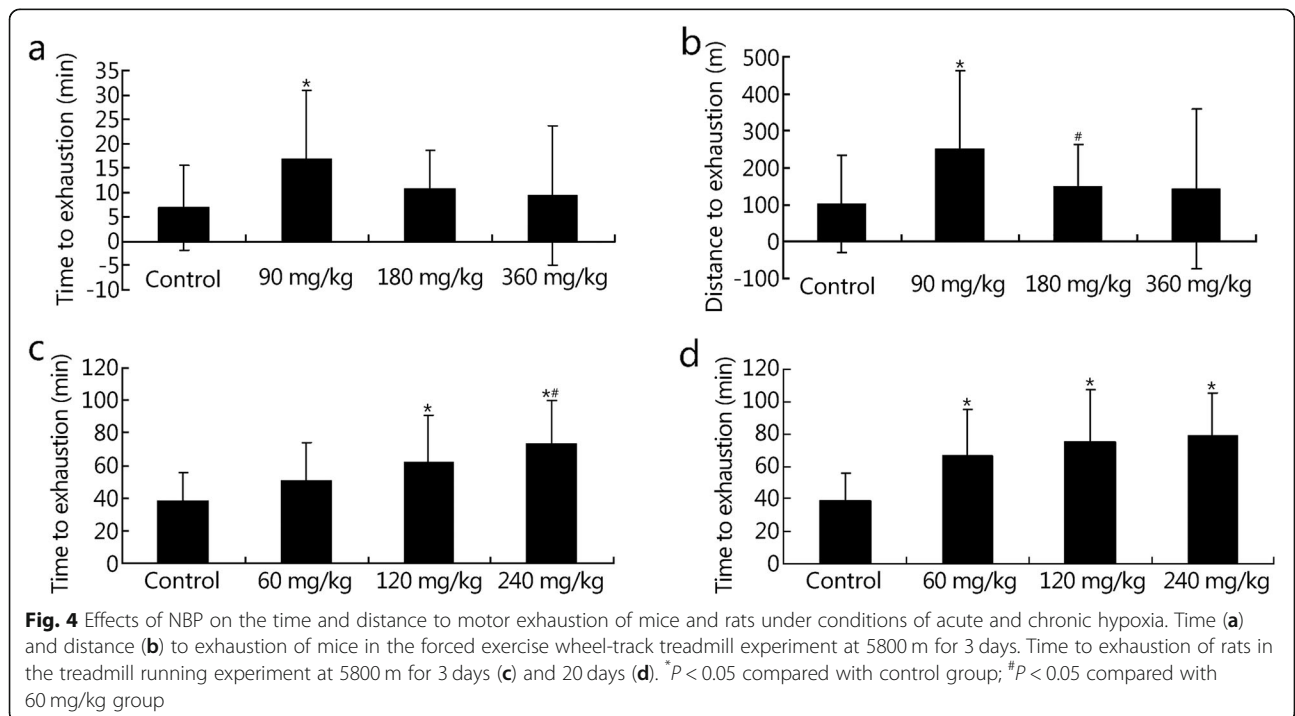 a
b
Time to exhaustion (min)
35
30
25
20
15
10
5
0
-5
-10
*
Control 90 mg/kg 180 mg/kg 360 mg/kg
Distance to exhaustion (m)
500
400
300
200
100
0
-100
*
#
Control 90 mg/kg 180 mg/kg 360 mg/kg
c
d
Time to exhaustion (min)
120
100
80
60
40
20
0
*
*#
Control 60 mg/kg 120 mg/kg 240 mg/kg
Time to exhaustion (min)
120
100
80
60
40
20
0
*
*
*
Control 60 mg/kg 120 mg/kg 240 mg/kg
Fig. 4 Effects of NBP on the time and distance to motor exhaustion of mice and rats under conditions of acute and chronic hypoxia. Time (a)
and distance (b) to exhaustion of mice in the forced exercise wheel-track treadmill experiment at 5800 m for 3 days. Time to exhaustion of rats in
the treadmill running experiment at 5800 m for 3 days (c) and 20 days (d). *P < 0.05 compared with control group; #P < 0.05 compared with
60 mg/kg group